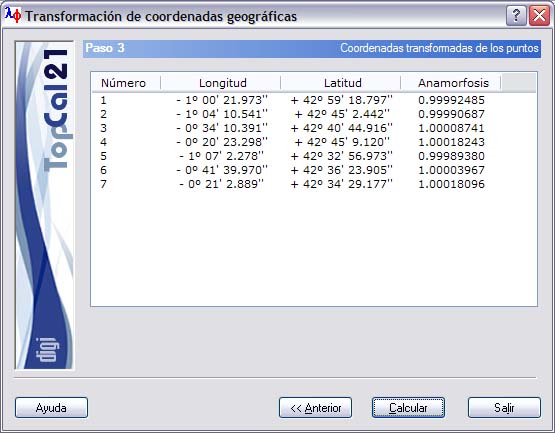 Transformación de coordenadas geográficas
Paso 3 Coordenadas transformadas de los puntos
Número Longitud Latitud Anamorfosis
1 - 1º 00' 21.973'' + 42º 59' 18.797'' 0.99992485
2 - 1º 04' 10.541'' + 42º 45' 2.442'' 0.99990687
3 - 0º 34' 10.391'' + 42º 40' 44.916'' 1.00008741
4 - 0º 20' 23.298'' + 42º 45' 9.120'' 1.00018243
5 - 1º 07' 2.278'' + 42º 32' 56.973'' 0.99989380
6 - 0º 41' 39.970'' + 42º 36' 23.905'' 1.00003967
7 - 0º 21' 2.889'' + 42º 34' 29.177'' 1.00018096
TopCal 21
digi
Ayuda << Anterior Calcular Salir